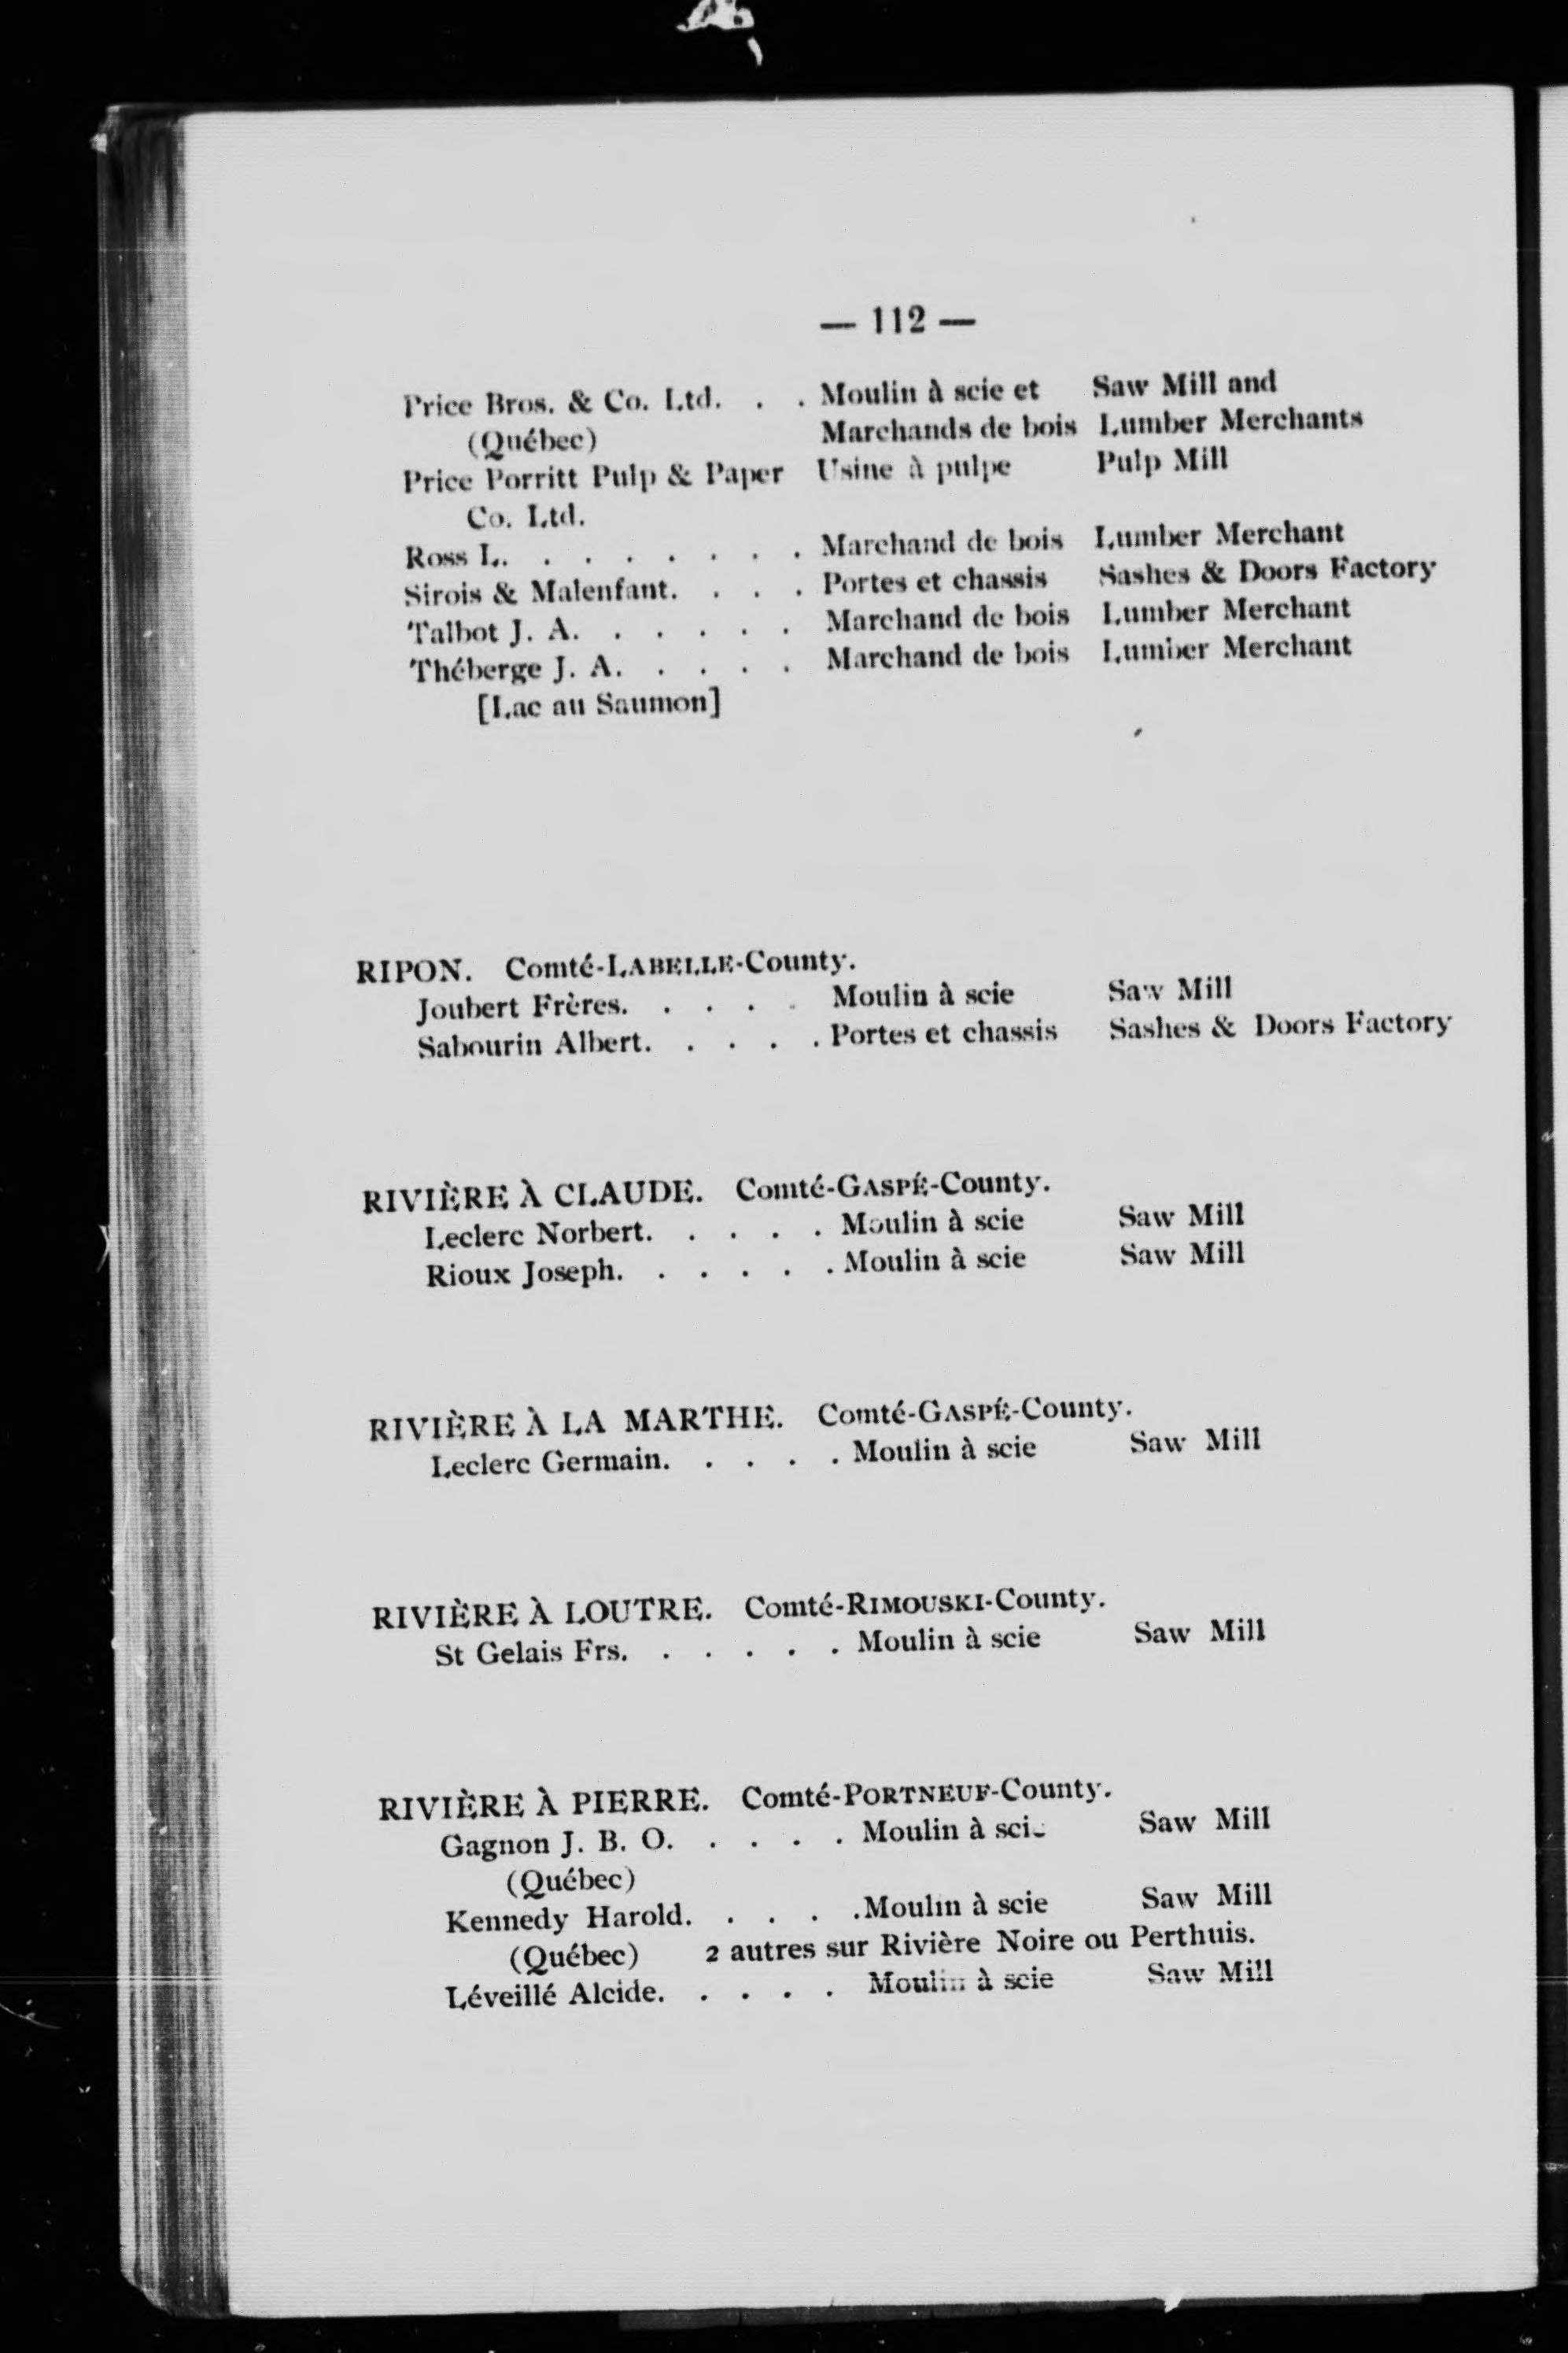 — 112 —
Price Bros. & Co. Ltd. . . Moulin à scie et Saw Mill and
(Québec) Marchands de bois Lumber Merchants
Price Porritt Pulp & Paper Usine à pulpe Pulp Mill
Co. Ltd.
Ross L. . . . . . . . Marchand de bois Lumber Merchant
Sirois & Malenfant. . . . Portes et chassis Sashes & Doors Factory
Talbot J. A. . . . . . Marchand de bois Lumber Merchant
Théberge J. A. . . . . Marchand de bois Lumber Merchant
[Lac au Saumon]
RIPON. Comté-LABELLE-County.
Joubert Frères. . . . . Moulin à scie Saw Mill
Sabourin Albert. . . . . Portes et chassis Sashes & Doors Factory
RIVIÈRE À CLAUDE. Comté-GASPÉ-County.
Leclerc Norbert. . . . . Moulin à scie Saw Mill
Rioux Joseph. . . . . . Moulin à scie Saw Mill
RIVIÈRE À LA MARTHE. Comté-GASPÉ-County.
Leclerc Germain. . . . . Moulin à scie Saw Mill
RIVIÈRE À LOUTRE. Comté-RIMOUSKI-County.
St Gelais Frs. . . . . . Moulin à scie Saw Mill
RIVIÈRE À PIERRE. Comté-PORTNEUF-County.
Gagnon J. B. O. . . . . Moulin à scie Saw Mill
(Québec)
Kennedy Harold. . . . . Moulin à scie Saw Mill
(Québec) 2 autres sur Rivière Noire ou Perthuis.
Léveillé Alcide. . . . . Moulin à scie Saw Mill